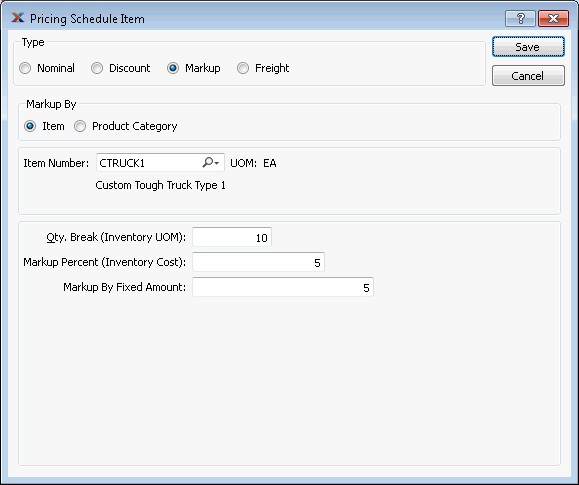 Pricing Schedule Item
Type
Nominal Discount Markup Freight
Save
Cancel
Markup By
Item Product Category
Item Number: CTRUCK1 UOM: EA
Custom Tough Truck Type 1
Qty. Break (Inventory UOM): 10
Markup Percent (Inventory Cost): 5
Markup By Fixed Amount: 5